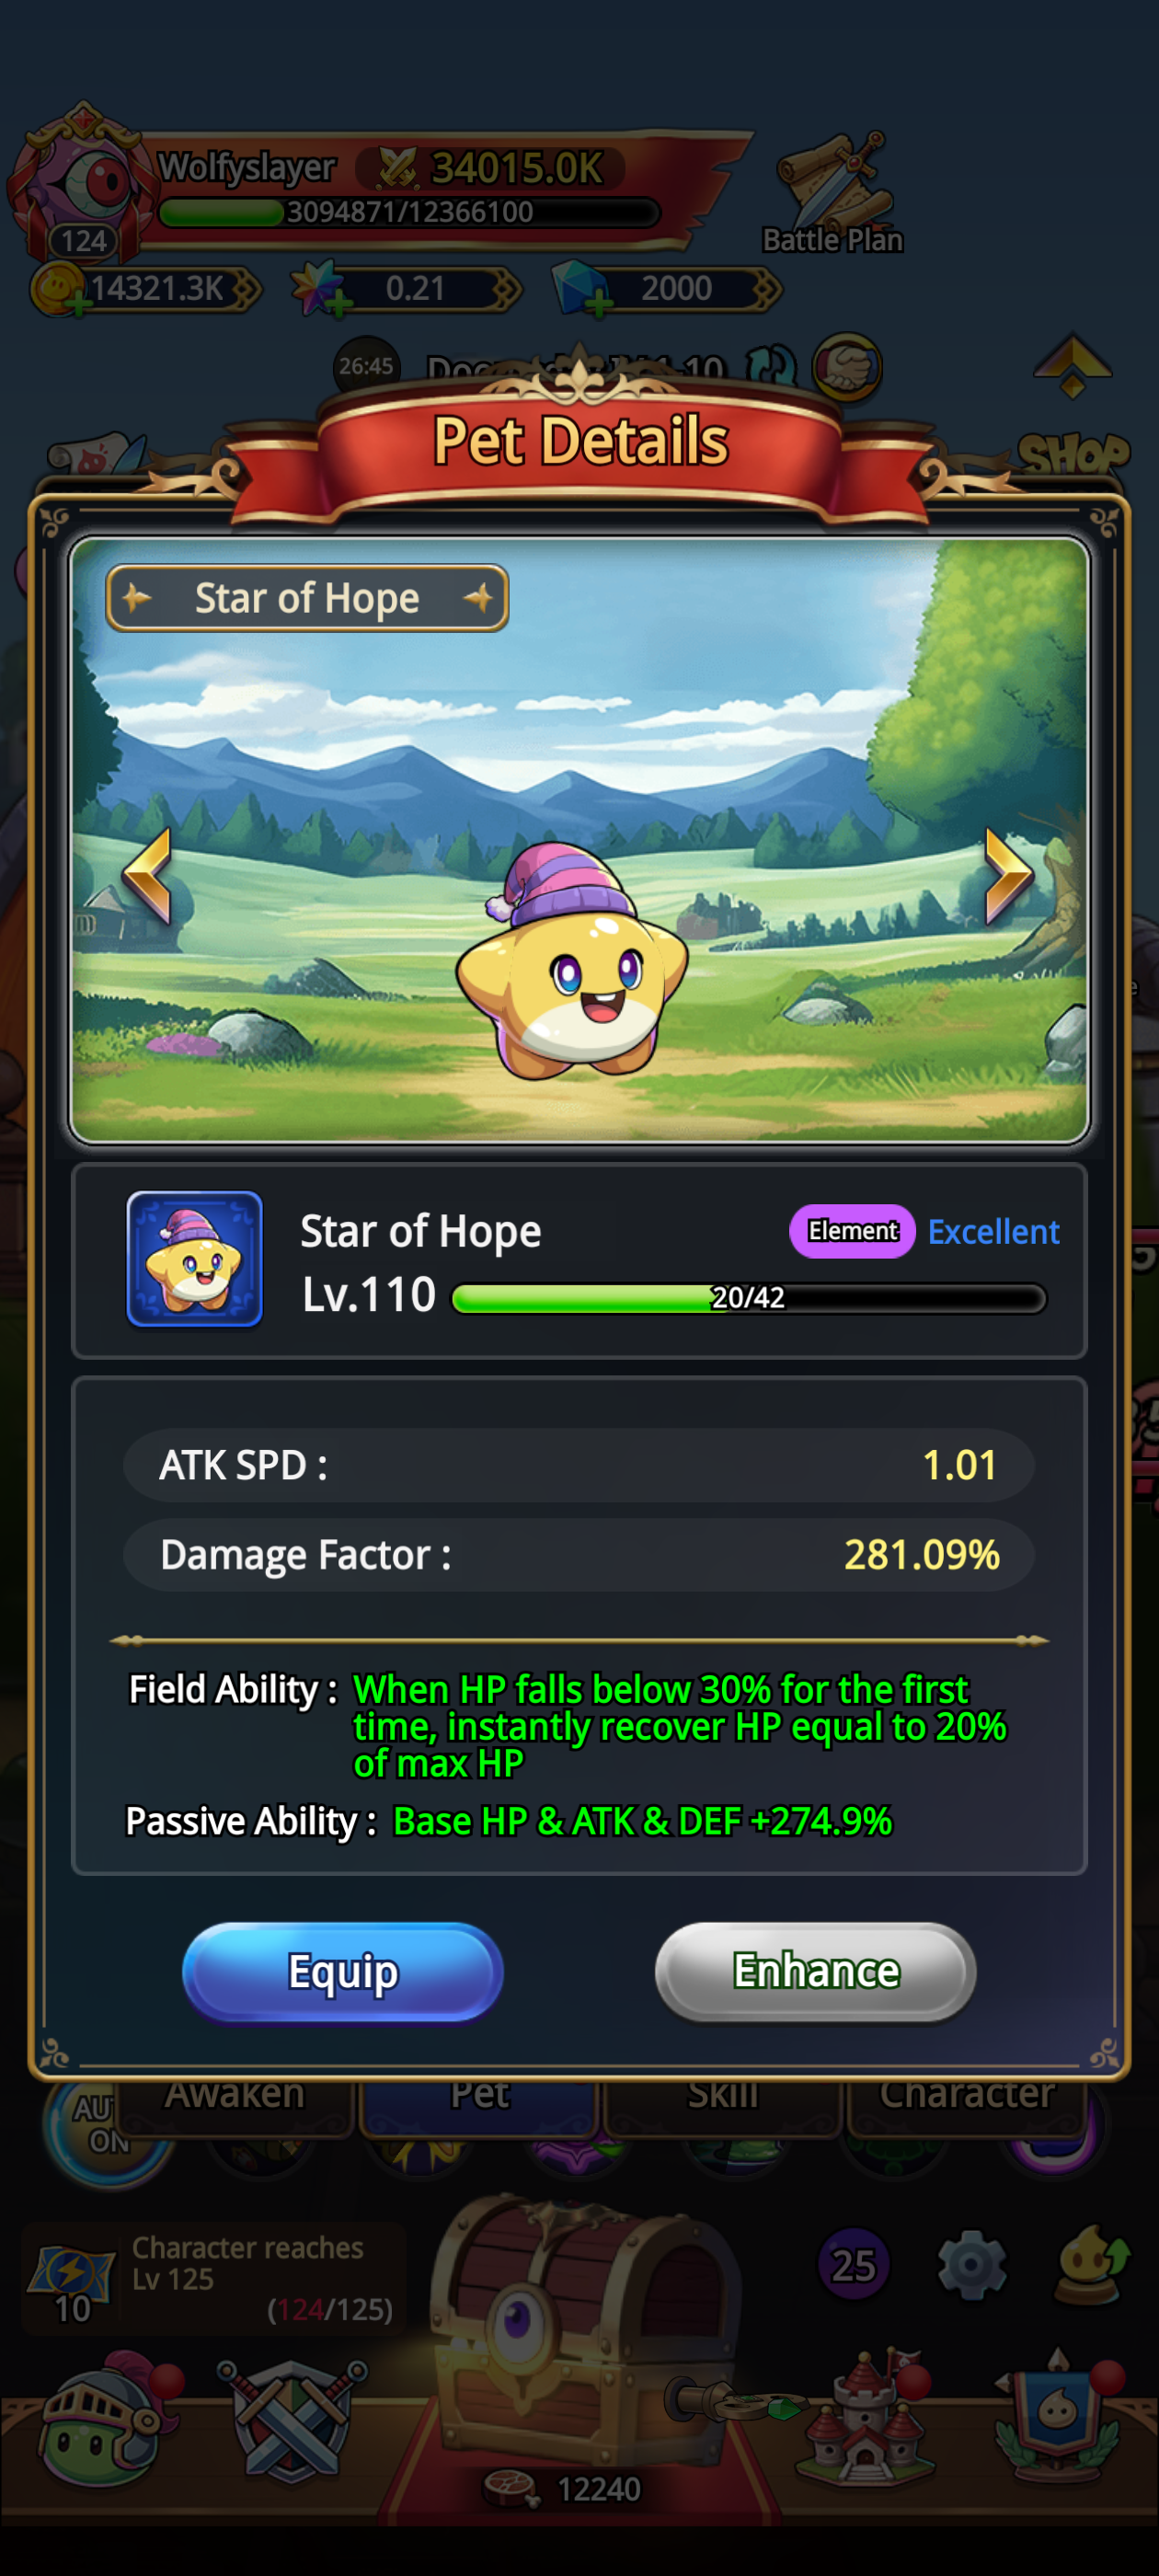 Wolfyslayer
34015.0K
3094871/12366100
124
Battle Plan
14321.3K
0.21
2000
26:45
SHOP
Pet Details
Star of Hope
Star of Hope
Element
Excellent
Lv.110
20/42
ATK SPD :
1.01
Damage Factor :
281.09%
Field Ability :
When HP falls below 30% for the first
time, instantly recover HP equal to 20%
of max HP
Passive Ability :
Base HP & ATK & DEF +274.9%
Equip
Enhance
Awaken
Pet
Skill
Character
ON
Character reaches
Lv 125
(124/125)
10
25
12240